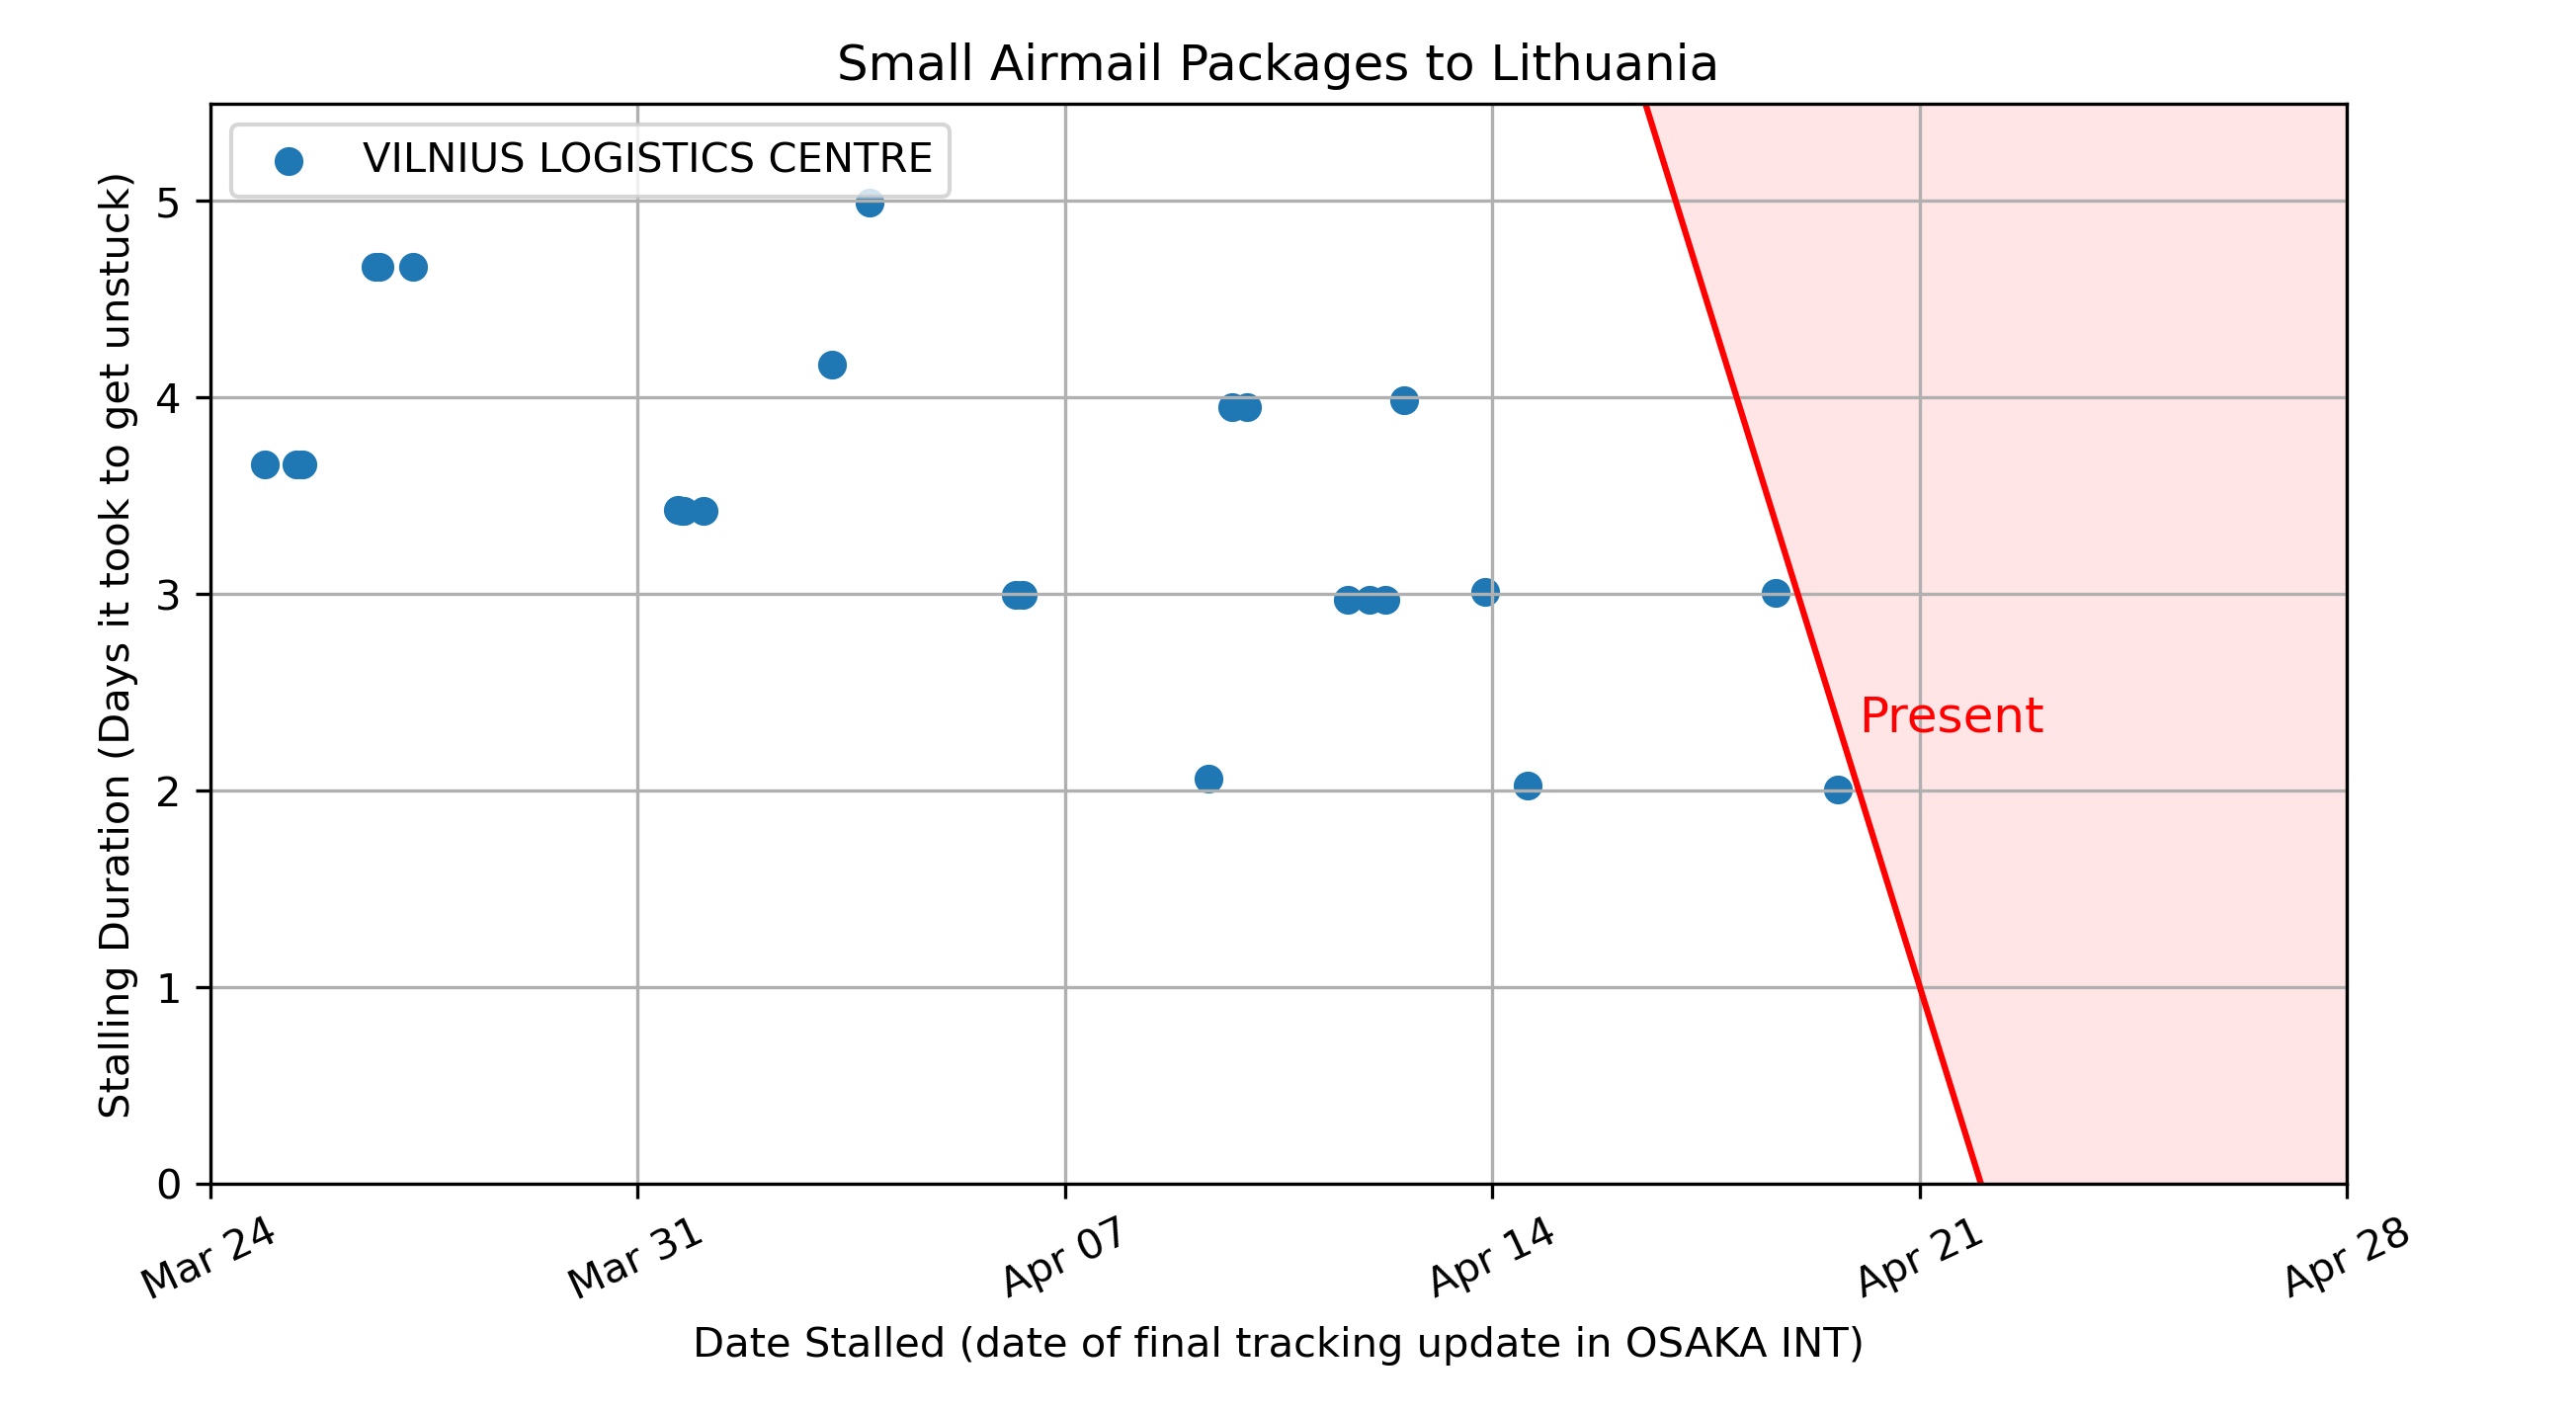 Small Airmail Packages to Lithuania
VILNIUS LOGISTICS CENTRE
Stalling Duration (Days it took to get unstuck)
5
4
3
2
1
0
Present
Mar 24
Mar 31
Apr 07
Apr 14
Apr 21
Apr 28
Date Stalled (date of final tracking update in OSAKA INT)